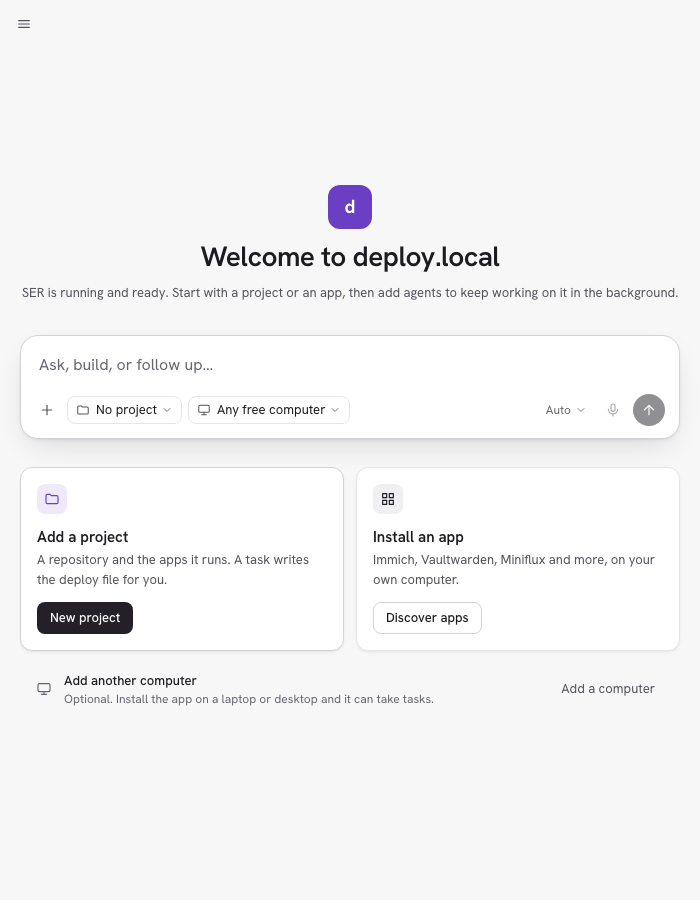 d
Welcome to deploy.local
SER is running and ready. Start with a project or an app, then add agents to keep working on it in the background.
Ask, build, or follow up...
No project
Any free computer
Auto
Add a project
A repository and the apps it runs. A task writes
the deploy file for you.
New project
Install an app
Immich, Vaultwarden, Miniflux and more, on your
own computer.
Discover apps
Add another computer
Optional. Install the app on a laptop or desktop and it can take tasks.
Add a computer